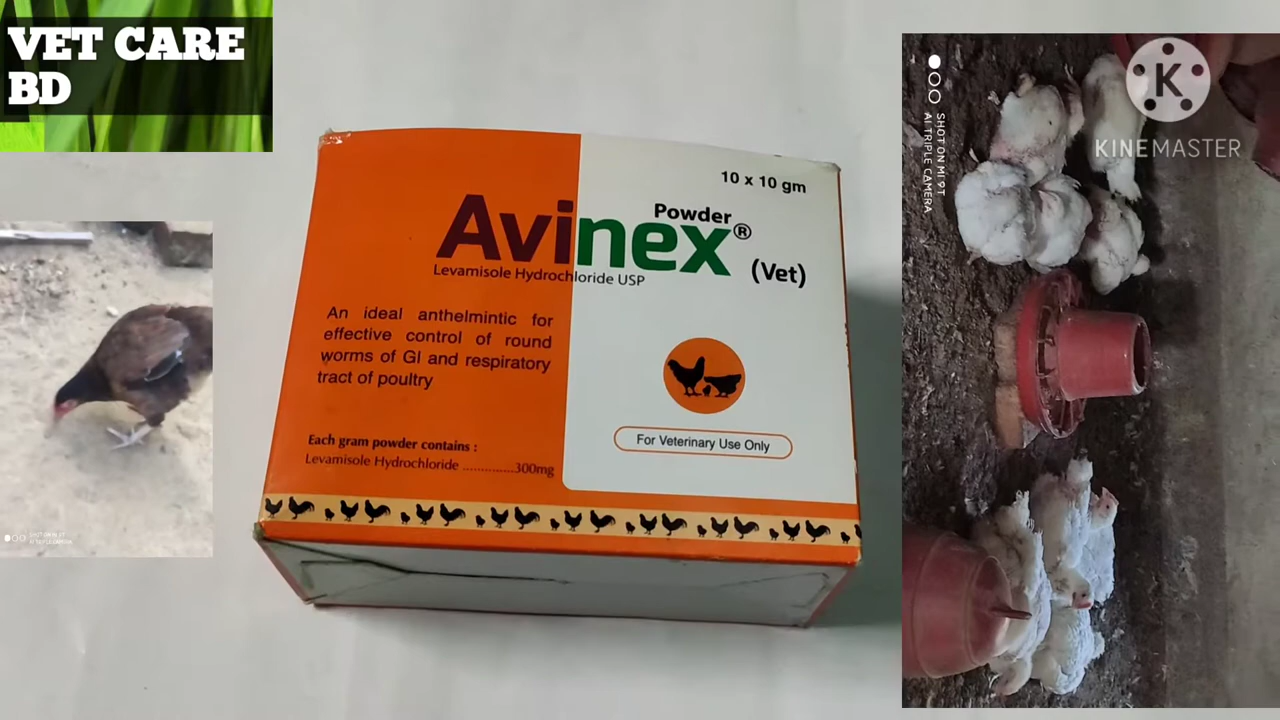 VET CARE
BD
10 x 10 gm
Powder
Avinex®
(Vet)
Levamisole Hydrochloride USP
An ideal anthelmintic for
effective control of round
worms of GI and respiratory
tract of poultry
For Veterinary Use Only
Each gram powder contains :
Levamisole Hydrochloride ..............300mg
SHOT ON MI 9T
AI TRIPLE CAMERA
K
KINEMASTER